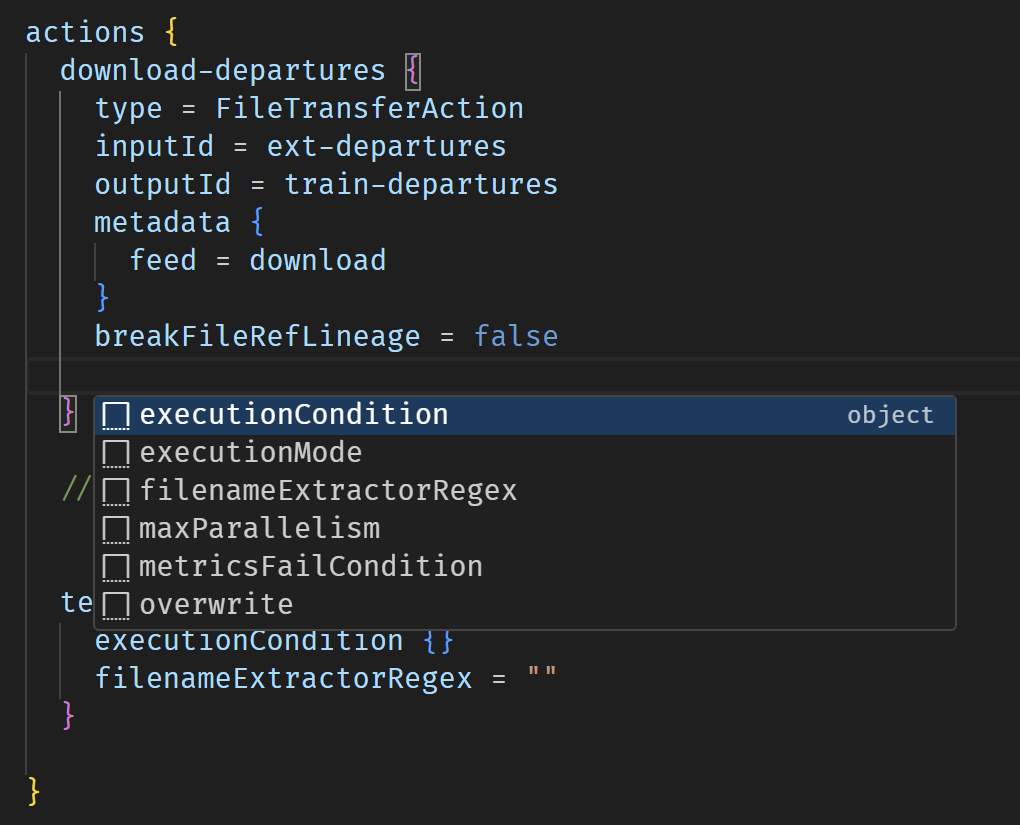 actions {
download-departures {
type = FileTransferAction
inputId = ext-departures
outputId = train-departures
metadata {
feed = download
}
breakFileRefLineage = false
}
executionCondition object
executionMode
//
filenameExtractorRegex
maxParallelism
metricsFailCondition
te
overwrite
executionCondition {}
filenameExtractorRegex = ""
}
}